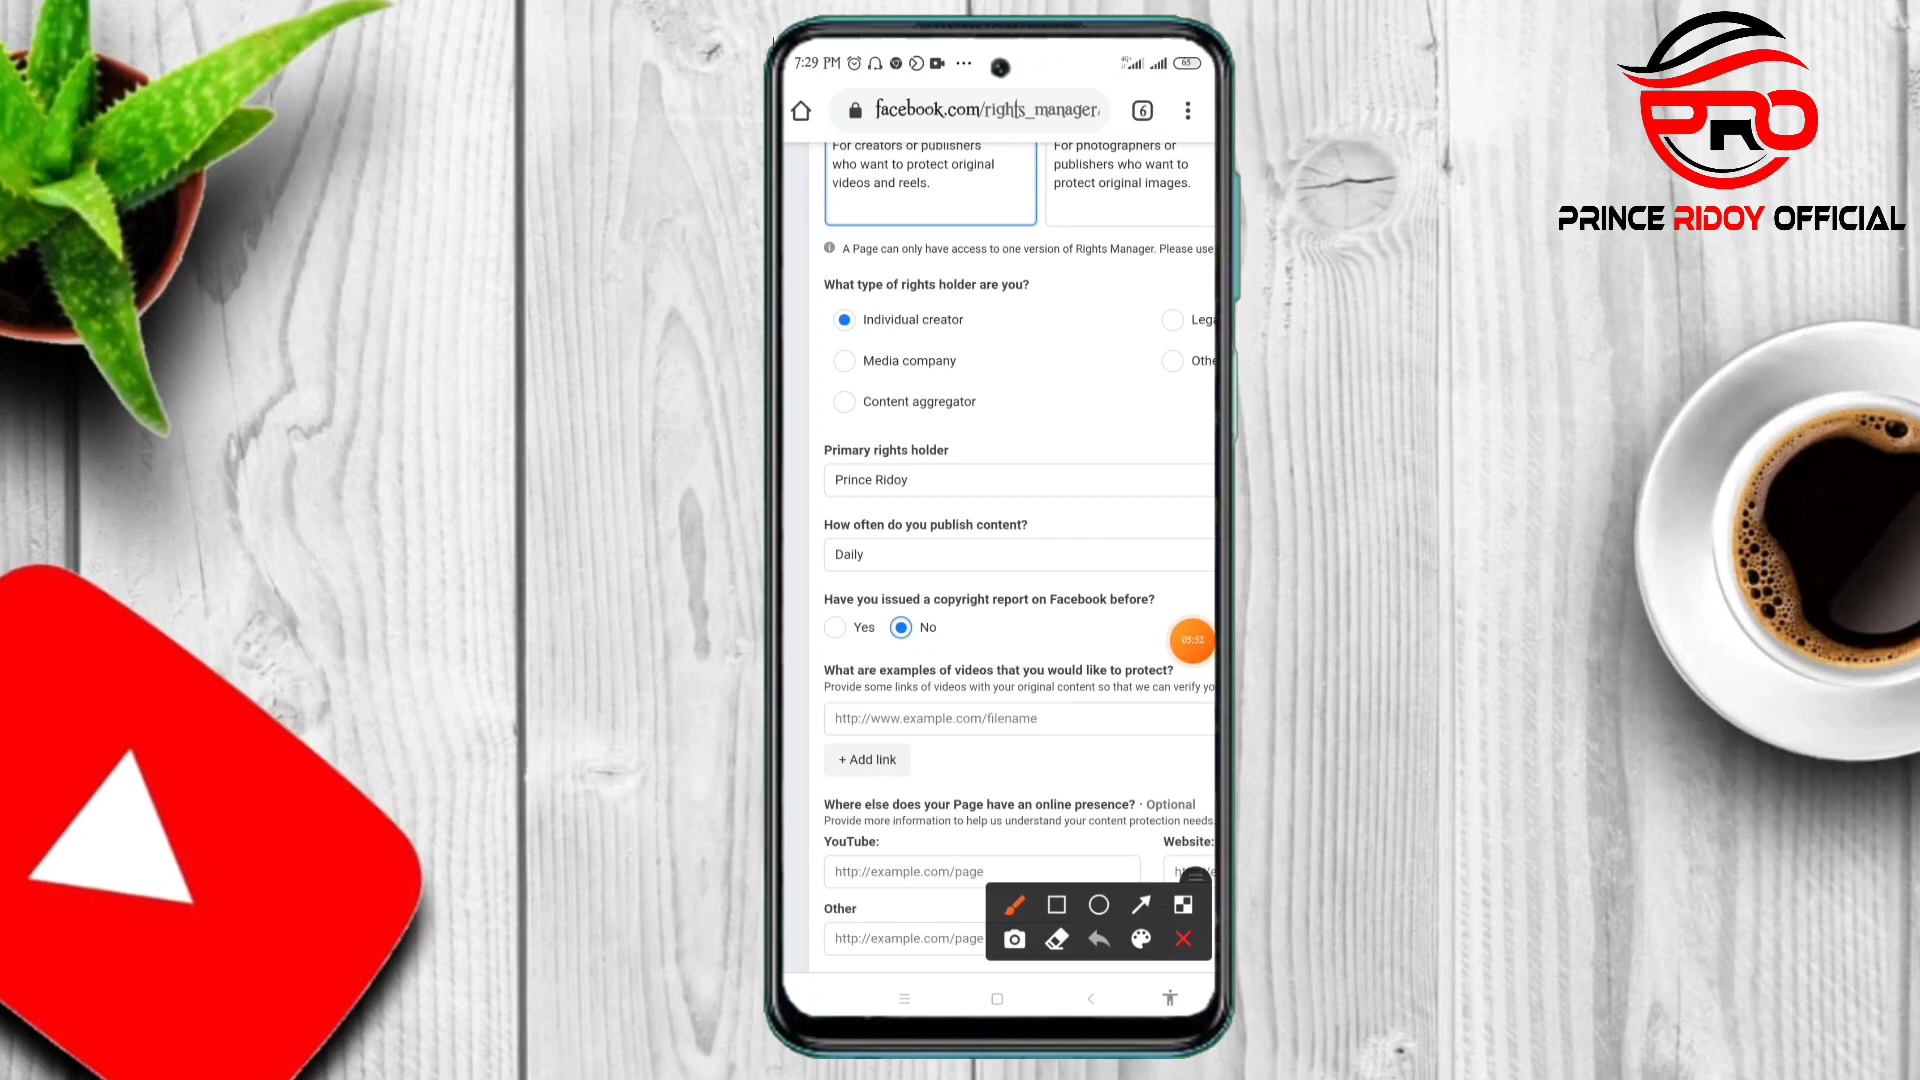 PRO
PRINCE RIDOY OFFICIAL
7:29 PM
4G+
65
facebook.com/rights_manager
6
For creators or publishers
who want to protect original
videos and reels.
For photographers or
publishers who want to
protect original images.
A Page can only have access to one version of Rights Manager. Please use
What type of rights holder are you?
Individual creator
Lega
Media company
Othe
Content aggregator
Primary rights holder
Prince Ridoy
How often do you publish content?
Daily
Have you issued a copyright report on Facebook before?
Yes
No
05:52
What are examples of videos that you would like to protect?
Provide some links of videos with your original content so that we can verify yo
http://www.example.com/filename
+ Add link
Where else does your Page have an online presence? · Optional
Provide more information to help us understand your content protection needs.
YouTube:
Website:
http://example.com/page
Other
http://example.com/page